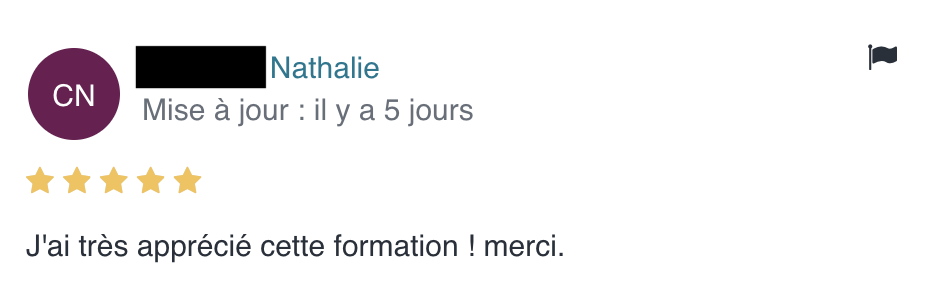 CN
Nathalie
Mise à jour : il y a 5 jours
J'ai très apprécié cette formation ! merci.